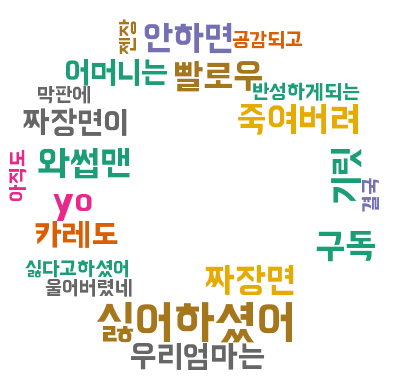 젠장
안하면
공감되고
어머니는
빨로우
반성하게되는
막판에
짜장면이
죽여버려
와썹맨
아직도
기릿
결국
yo
카레도
구독
싫다고하셨어
짜장면
울어버렸네
싫어하셨어
우리엄마는